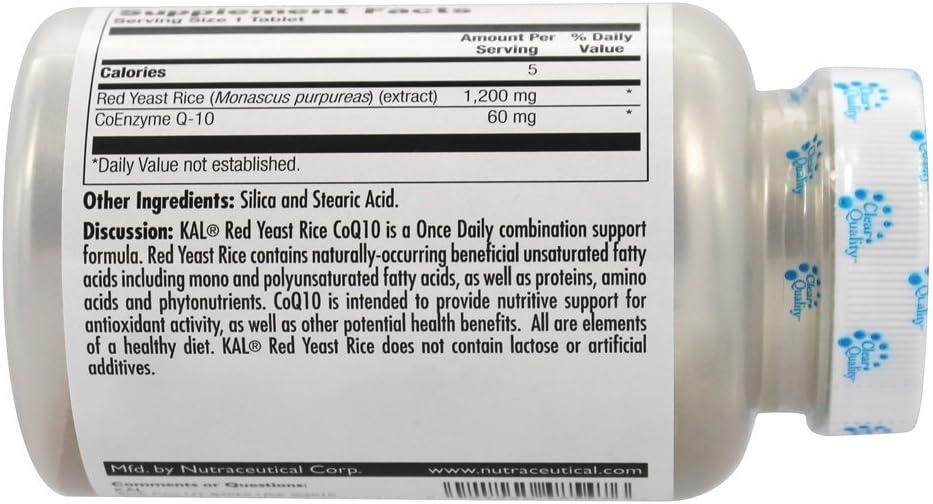 Supplement Facts
Serving Size 1 Tablet
Amount Per Serving % Daily Value
Calories 5
Red Yeast Rice (Monascus purpureas) (extract) 1,200 mg *
CoEnzyme Q-10 60 mg *
*Daily Value not established.
Other Ingredients: Silica and Stearic Acid.
Discussion: KAL® Red Yeast Rice CoQ10 is a Once Daily combination support
formula. Red Yeast Rice contains naturally-occurring beneficial unsaturated fatty
acids including mono and polyunsaturated fatty acids, as well as proteins, amino
acids and phytonutrients. CoQ10 is intended to provide nutritive support for
antioxidant activity, as well as other potential health benefits. All are elements
of a healthy diet. KAL® Red Yeast Rice does not contain lactose or artificial
additives.
Mfd. by Nutraceutical Corp. www.nutraceutical.com
Comments or Questions:
Clear Quality™
Clear Quality™
Clear Quality™
Clear Quality™